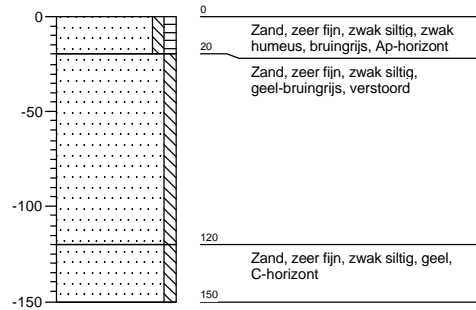 0
-50
-100
-150
0
Zand, zeer fijn, zwak siltig, zwak
humeus, bruingrijs, Ap-horizont
20
Zand, zeer fijn, zwak siltig,
geel-bruingrijs, verstoord
120
Zand, zeer fijn, zwak siltig, geel,
C-horizont
150